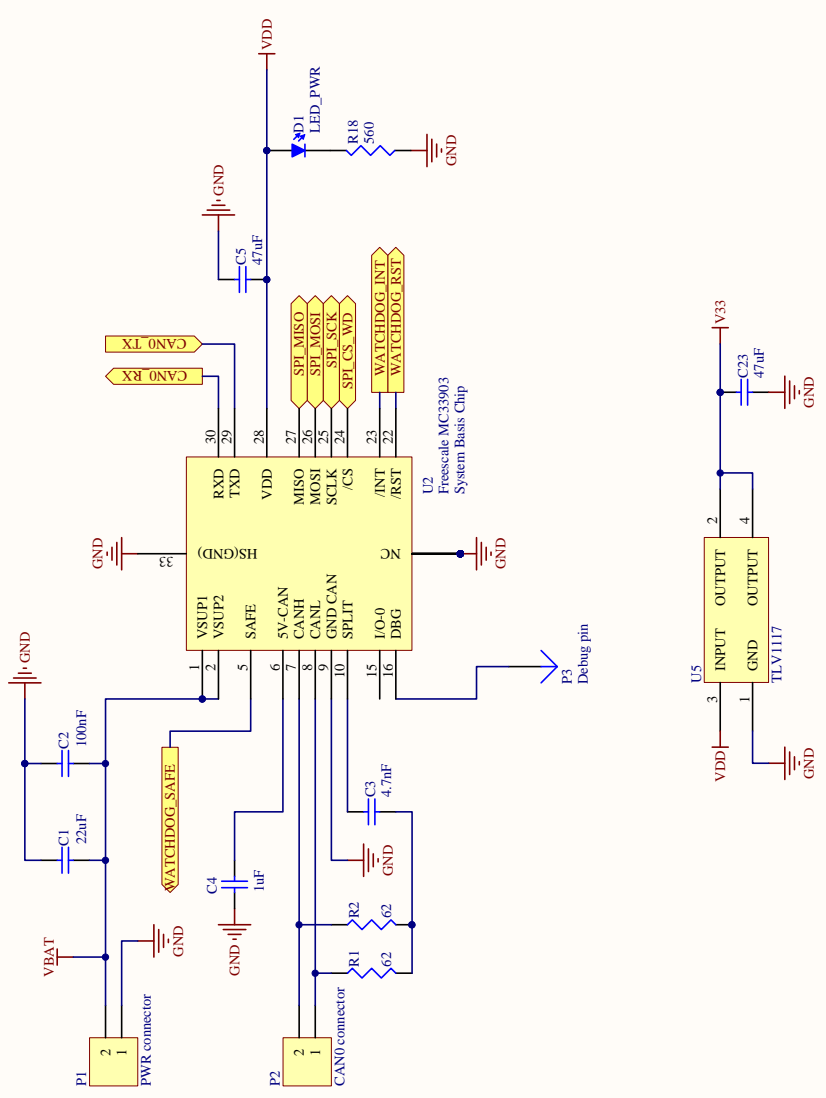 VDD
D1
LED_PWR
R18
560
GND
GND
C5
47uF
CAN0_TX
CAN0_RX
SPI_MISO
SPI_MOSI
SPI_SCK
SPI_CS_WD
WATCHDOG_INT
WATCHDOG_RST
30
29
28
27
26
25
24
23
22
RXD
TXD
VDD
MISO
MOSI
SCLK
/CS
/INT
/RST
U2
Freescale MC33903
System Basis Chip
GND
33
HS(GND)
NC
GND
VSUP1
VSUP2
SAFE
5V-CAN
CANH
CANL
GND CAN
SPLIT
I/O-0
DBG
1
2
5
6
7
8
9
10
15
16
P3
Debug pin
GND
C2
100nF
C1
22uF
WATCHDOG_SAFE
VBAT
GND
P1
2
1
PWR connector
C4
1uF
GND
C3
4.7nF
GND
R2
62
R1
62
P2
2
1
CAN0 connector
V33
C23
47uF
GND
2
4
U5
INPUT
OUTPUT
GND
OUTPUT
TLV1117
3
1
VDD
GND